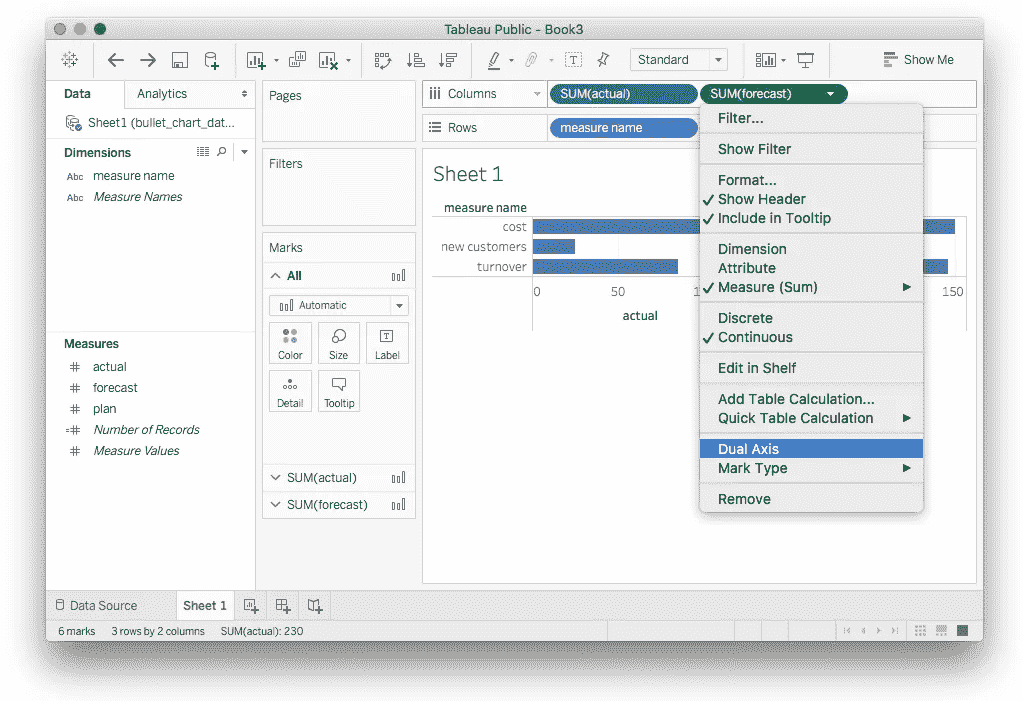 Tableau Public - Book3
Standard
Show Me
Data
Analytics
Sheet1 (bullet_chart_dat...
Dimensions
Abc measure name
Abc Measure Names
Measures
# actual
# forecast
# plan
=# Number of Records
# Measure Values
Pages
Filters
Marks
All
Automatic
Color
Size
T
Label
Detail
Tooltip
SUM(actual)
SUM(forecast)
Columns
SUM(actual)
SUM(forecast)
Rows
measure name
Sheet 1
measure name
cost
new customers
turnover
0 50 1 150
actual
Filter...
Show Filter
Format...
✓ Show Header
✓ Include in Tooltip
Dimension
Attribute
✓ Measure (Sum)
Discrete
✓ Continuous
Edit in Shelf
Add Table Calculation...
Quick Table Calculation
Dual Axis
Mark Type
Remove
Data Source
Sheet 1
6 marks 3 rows by 2 columns SUM(actual): 230